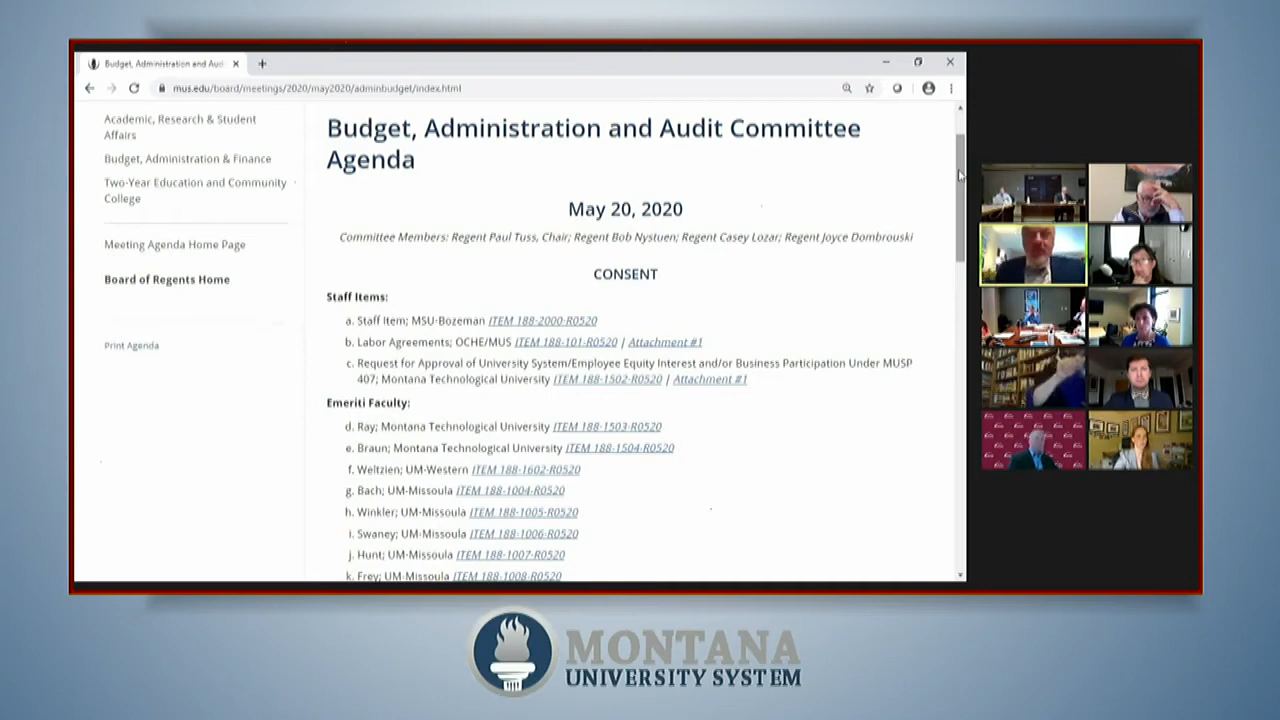 Budget, Administration and Aud
mus.edu/board/meetings/2020/may2020/adminbudget/index.html
Academic, Research & Student
Affairs
Budget, Administration & Finance
Two-Year Education and Community
College
Meeting Agenda Home Page
Board of Regents Home
Print Agenda
Budget, Administration and Audit Committee
Agenda
May 20, 2020
Committee Members: Regent Paul Tuss, Chair; Regent Bob Nystuen; Regent Casey Lozar; Regent Joyce Dombrouski
CONSENT
Staff Items:
a. Staff Item; MSU-Bozeman ITEM 188-2000-R0520
b. Labor Agreements; OCHE/MUS ITEM 188-101-R0520 | Attachment #1
c. Request for Approval of University System/Employee Equity Interest and/or Business Participation Under MUSP
407; Montana Technological University ITEM 188-1502-R0520 | Attachment #1
Emeriti Faculty:
d. Ray; Montana Technological University ITEM 188-1503-R0520
e. Braun; Montana Technological University ITEM 188-1504-R0520
f. Weltzien; UM-Western ITEM 188-1602-R0520
g. Bach; UM-Missoula ITEM 188-1004-R0520
h. Winkler; UM-Missoula ITEM 188-1005-R0520
i. Swaney; UM-Missoula ITEM 188-1006-R0520
j. Hunt; UM-Missoula ITEM 188-1007-R0520
k. Frey; UM-Missoula ITEM 188-1008-R0520
MONTANA
UNIVERSITY SYSTEM